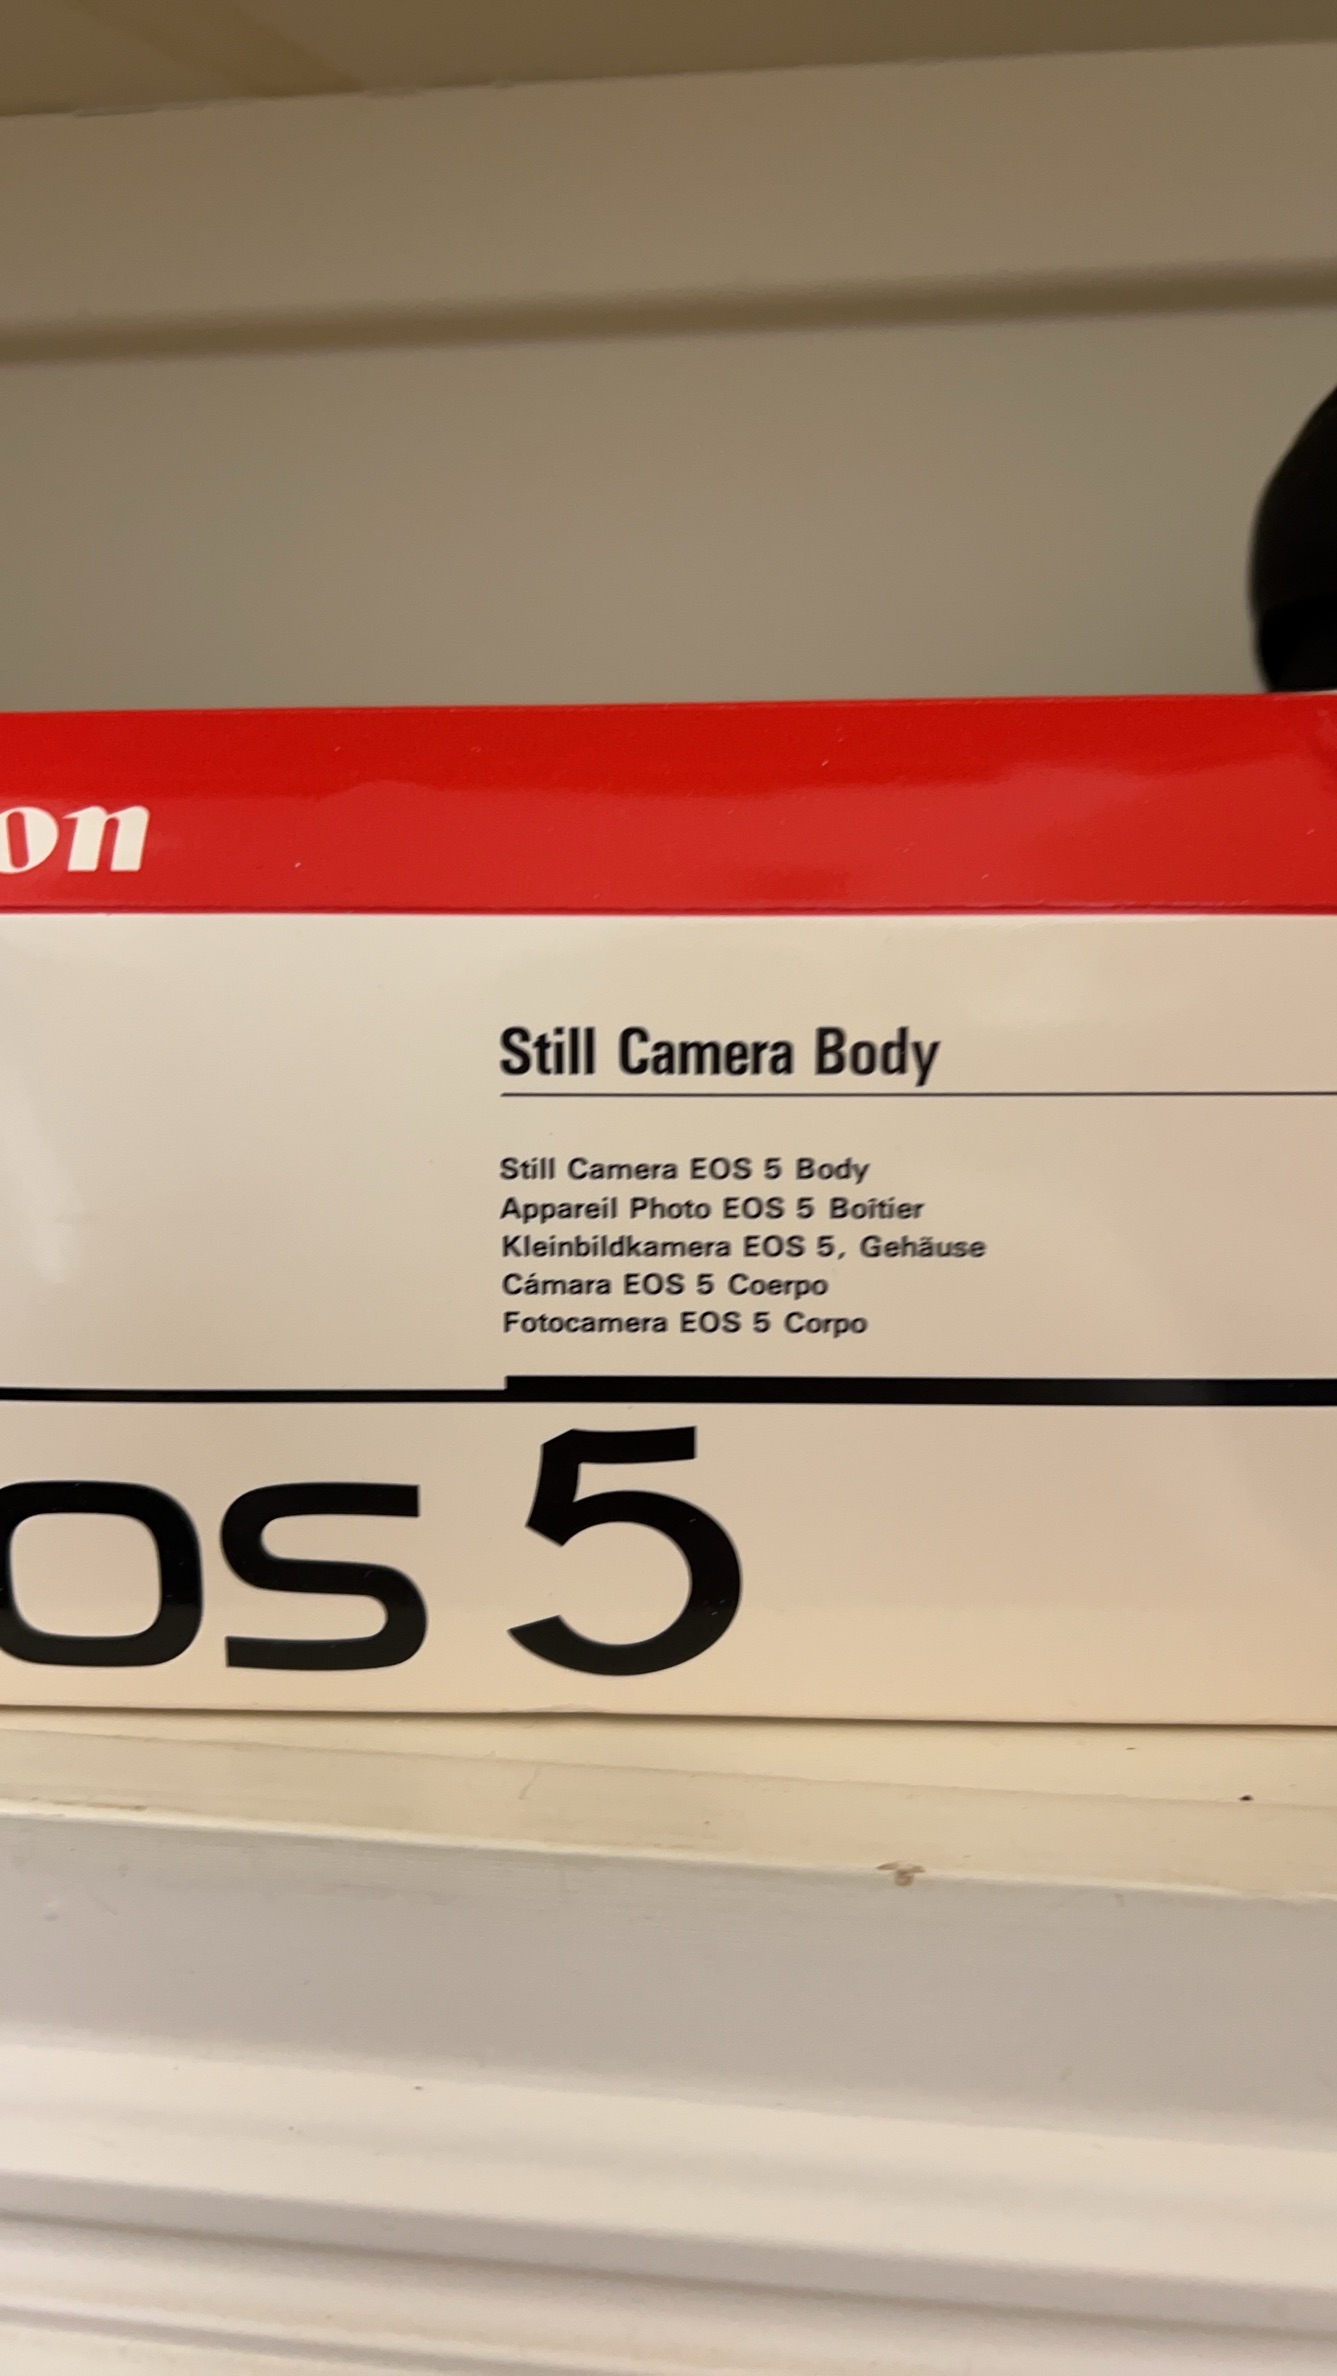 on
Still Camera Body
Still Camera EOS 5 Body
Appareil Photo EOS 5 Boîtier
Kleinbildkamera EOS 5, Gehäuse
Cámara EOS 5 Coerpo
Fotocamera EOS 5 Corpo
OS 5